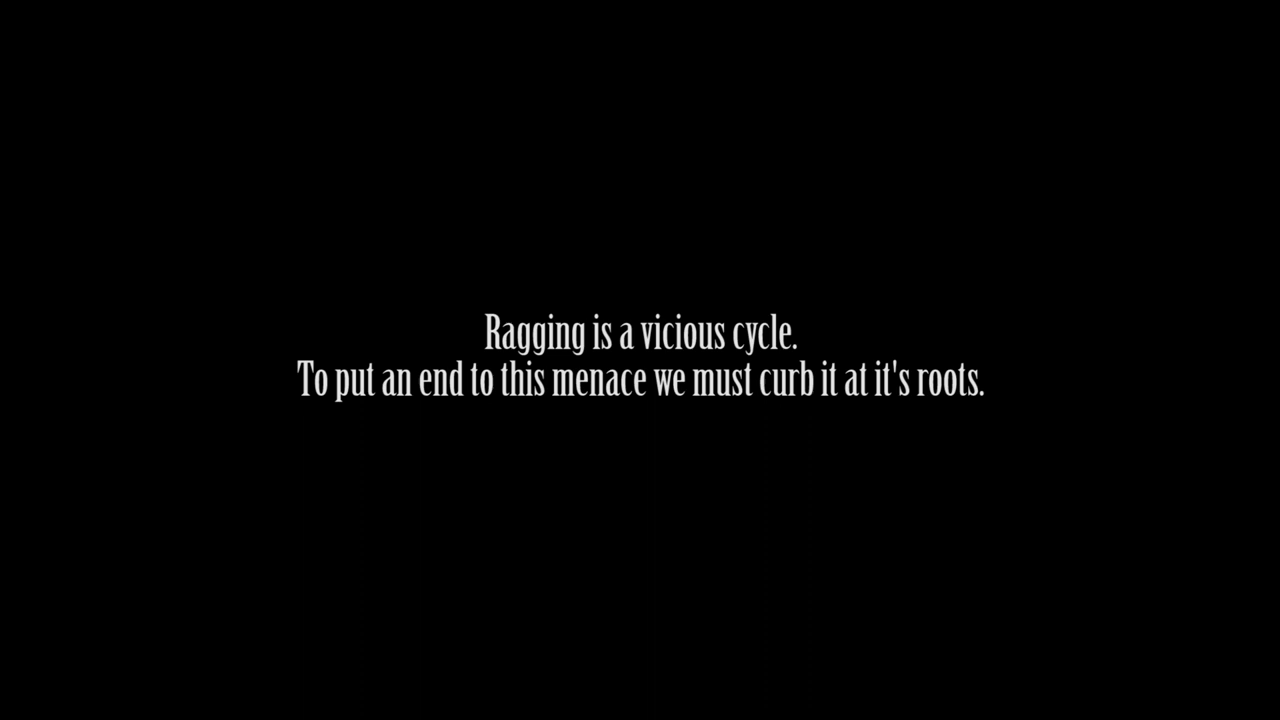 Ragging is a vicious cycle.
To put an end to this menace we must curb it at it's roots.